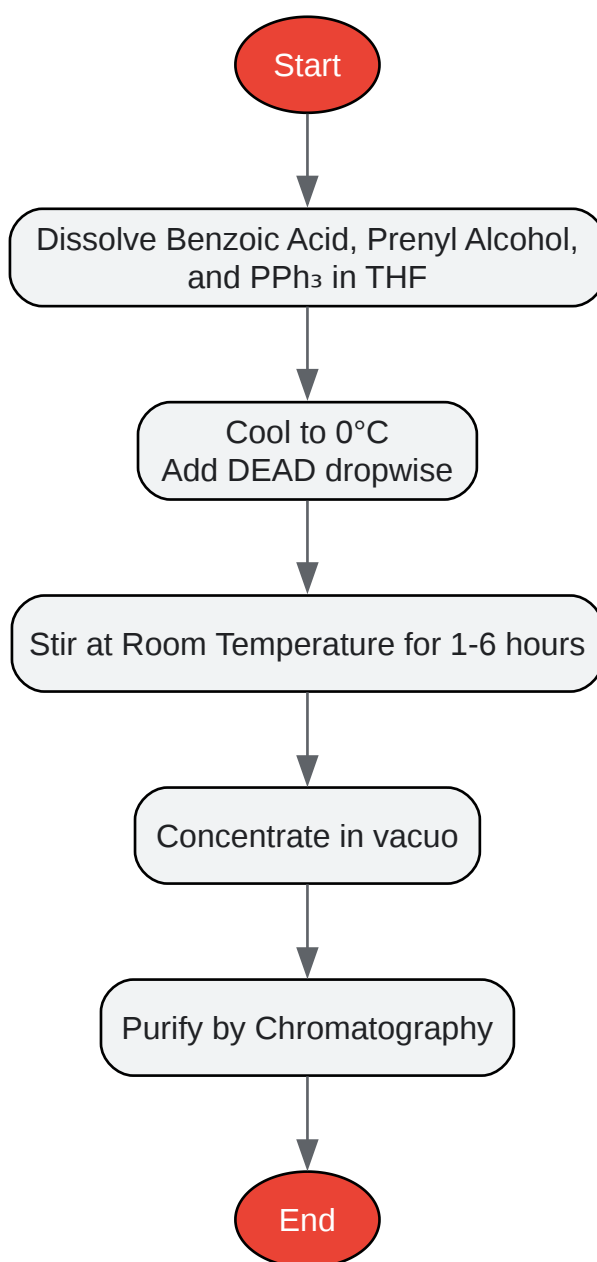 Start
Dissolve Benzoic Acid, Prenyl Alcohol,
and PPh₃ in THF
Cool to 0°C
Add DEAD dropwise
Stir at Room Temperature for 1-6 hours
Concentrate in vacuo
Purify by Chromatography
End